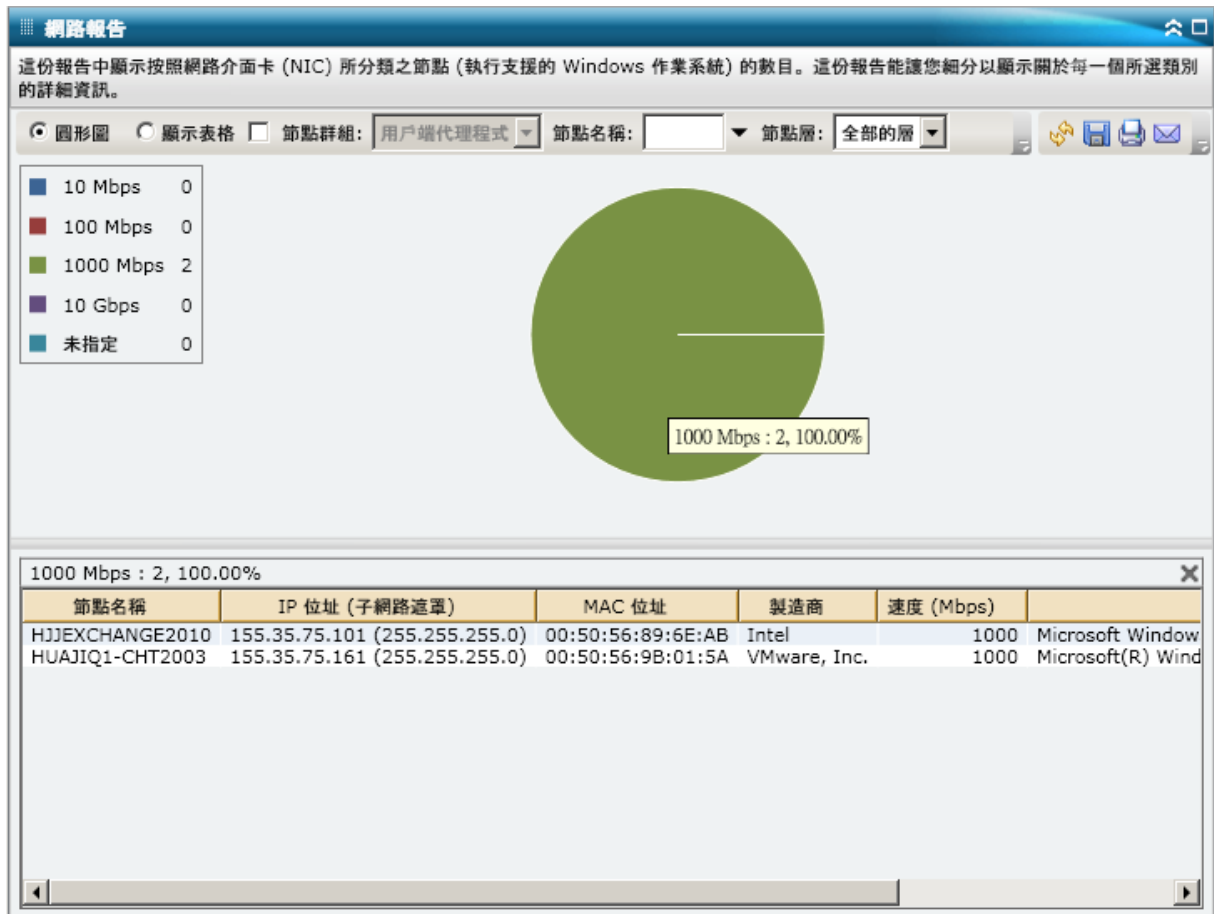 網路報告
這份報告中顯示按照網路介面卡 (NIC) 所分類之節點 (執行支援的 Windows 作業系統) 的數目。這份報告能讓您細分以顯示關於每一個所選類別
的詳細資訊。
圓形圖 顯示表格 節點群組: 用戶端代理程式 節點名稱: 節點層: 全部的層
10 Mbps 0
100 Mbps 0
1000 Mbps 2
10 Gbps 0
未指定 0
1000 Mbps : 2, 100.00%
1000 Mbps : 2, 100.00%
節點名稱 IP 位址 (子網路遮罩) MAC 位址 製造商 速度 (Mbps)
HJJEXCHANGE2010 155.35.75.101 (255.255.255.0) 00:50:56:89:6E:AB Intel 1000 Microsoft Window
HUAJIQ1-CHT2003 155.35.75.161 (255.255.255.0) 00:50:56:9B:01:5A VMware, Inc. 1000 Microsoft(R) Wind